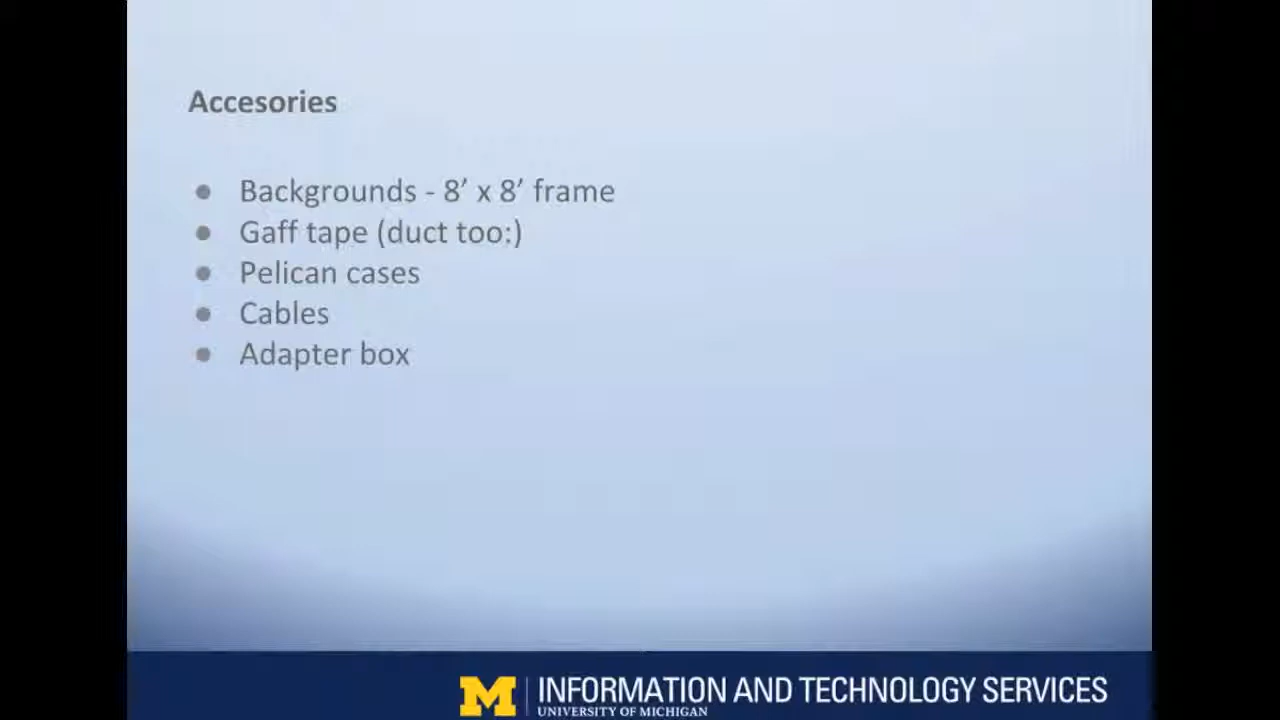 Accesories
● Backgrounds - 8’ x 8’ frame
● Gaff tape (duct too:)
● Pelican cases
● Cables
● Adapter box
M INFORMATION AND TECHNOLOGY SERVICES
UNIVERSITY OF MICHIGAN